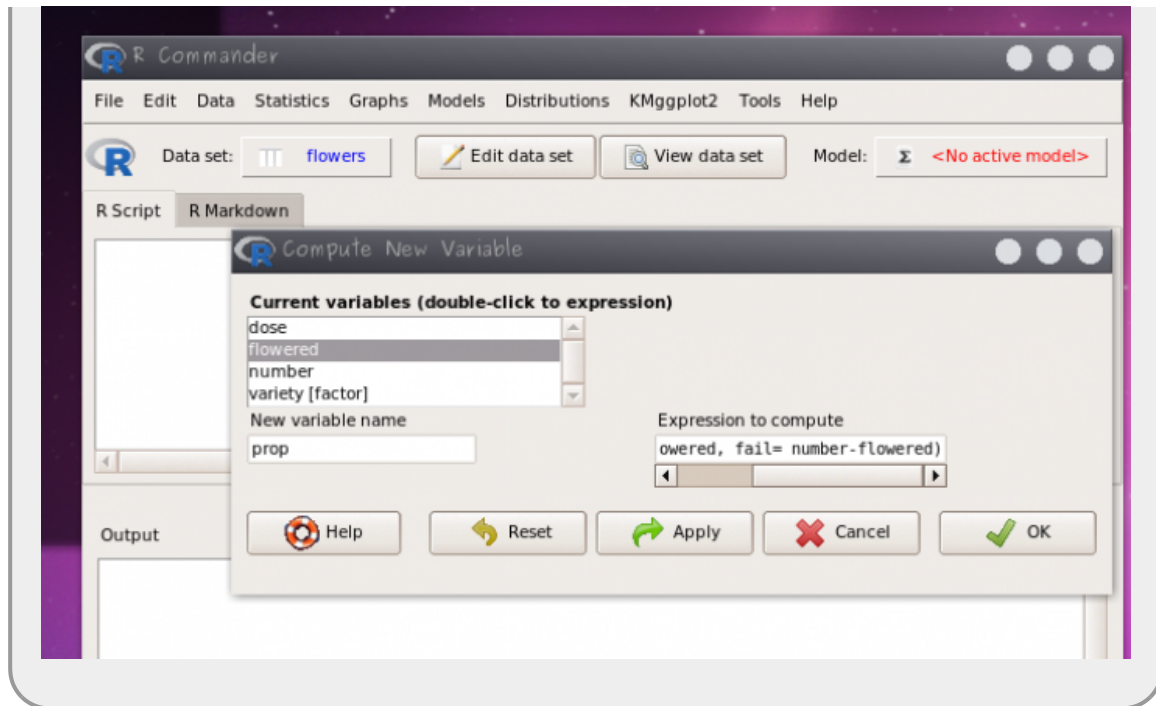 R Commander
File Edit Data Statistics Graphs Models Distributions KMggplot2 Tools Help
R Data set: flowers Edit data set View data set Model: Σ <No active model>
R Script R Markdown
R Compute New Variable
Current variables (double-click to expression)
dose
flowered
number
variety [factor]
New variable name Expression to compute
prop owered, fail= number-flowered)
Help Reset Apply Cancel OK
Output